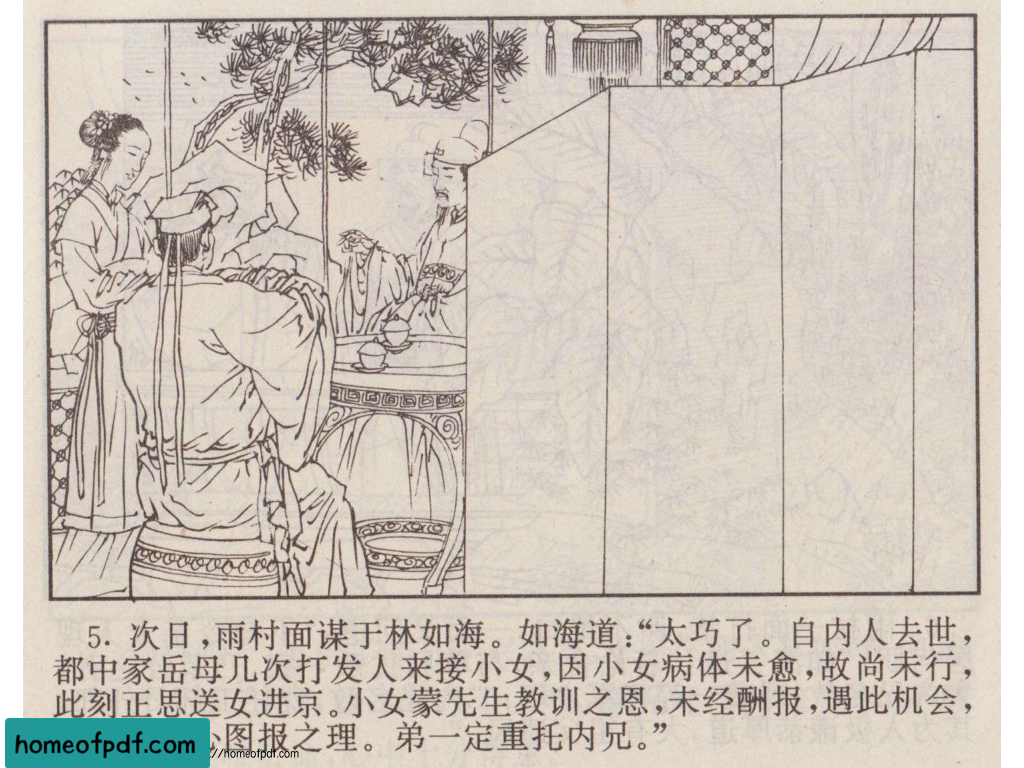 5. 次日，雨村面谋于林如海。如海道：“太巧了。自内人去世，
都中家岳母几次打发人来接小女，因小女病体未愈，故尚未行，
此刻正思送女进京。小女蒙先生教训之恩，未经酬报，遇此机会，
心图报之理。弟一定重托内兄。”
homeofpdf.com
://homeofpdf.com